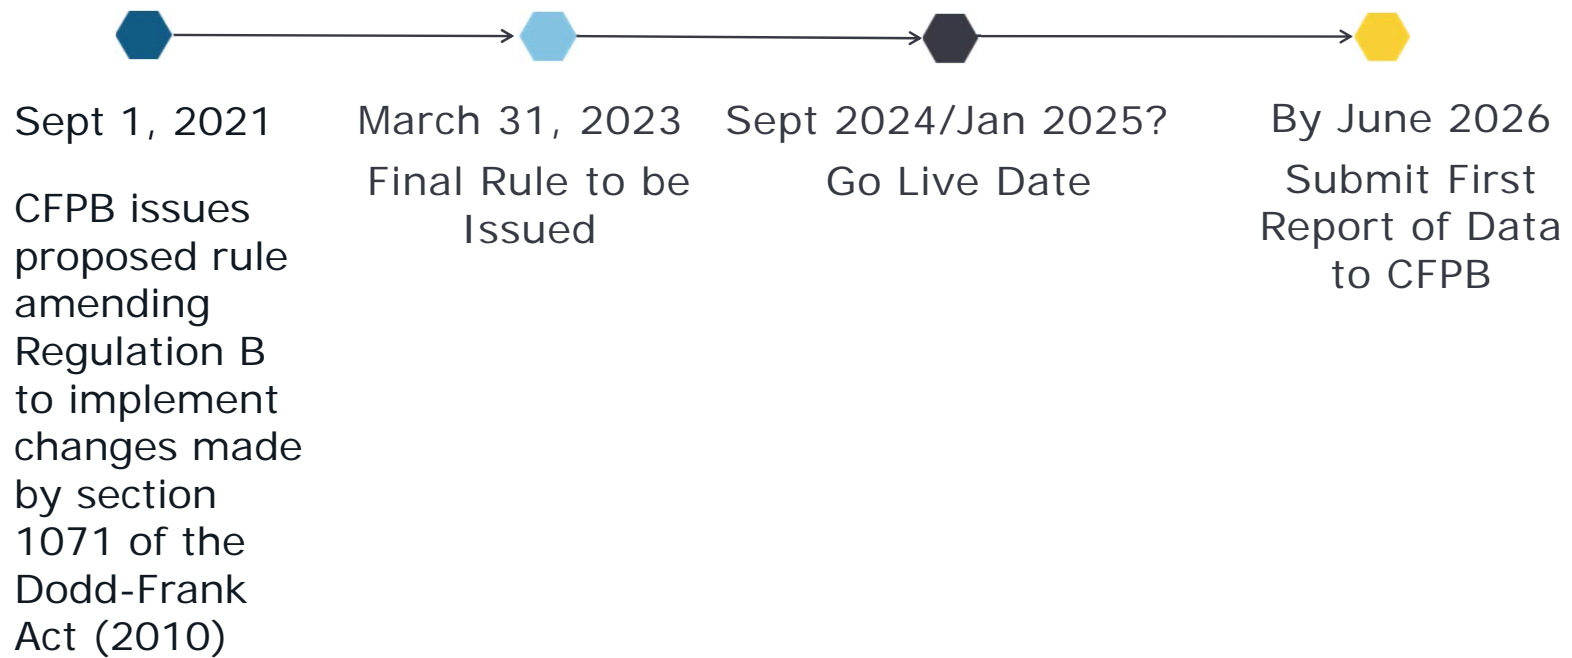 Sept 1, 2021
CFPB issues
proposed rule
amending
Regulation B
to implement
changes made
by section
1071 of the
Dodd-Frank
Act (2010)
March 31, 2023
Final Rule to be
Issued
Sept 2024/Jan 2025?
Go Live Date
By June 2026
Submit First
Report of Data
to CFPB